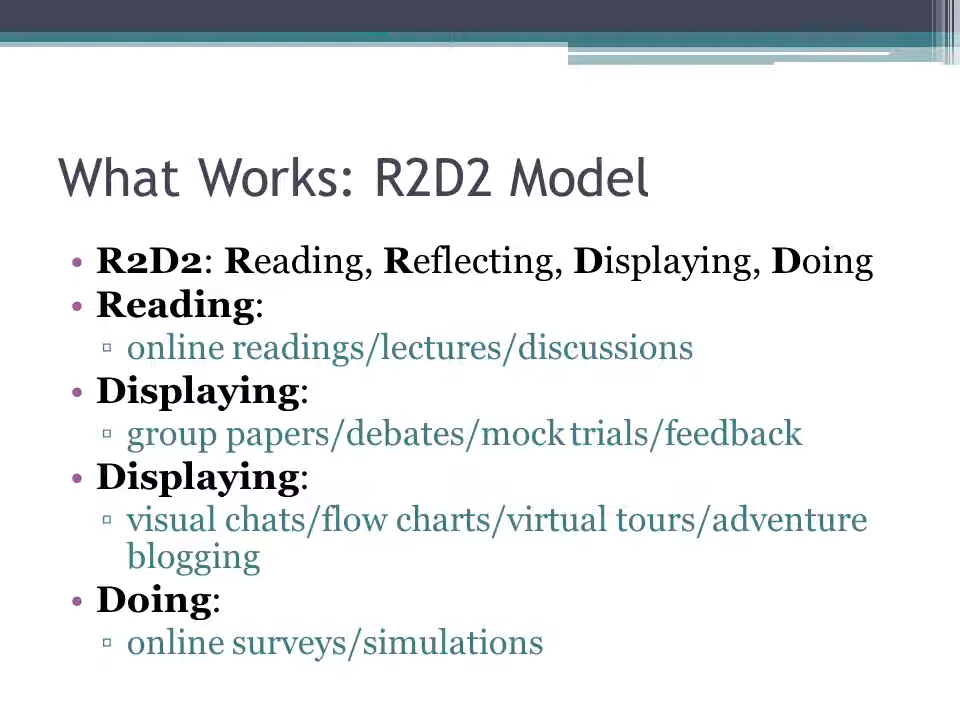 What Works: R2D2 Model
• R2D2: Reading, Reflecting, Displaying, Doing
• Reading:
▫ online readings/lectures/discussions
• Displaying:
▫ group papers/debates/mock trials/feedback
• Displaying:
▫ visual chats/flow charts/virtual tours/adventure
blogging
• Doing:
▫ online surveys/simulations